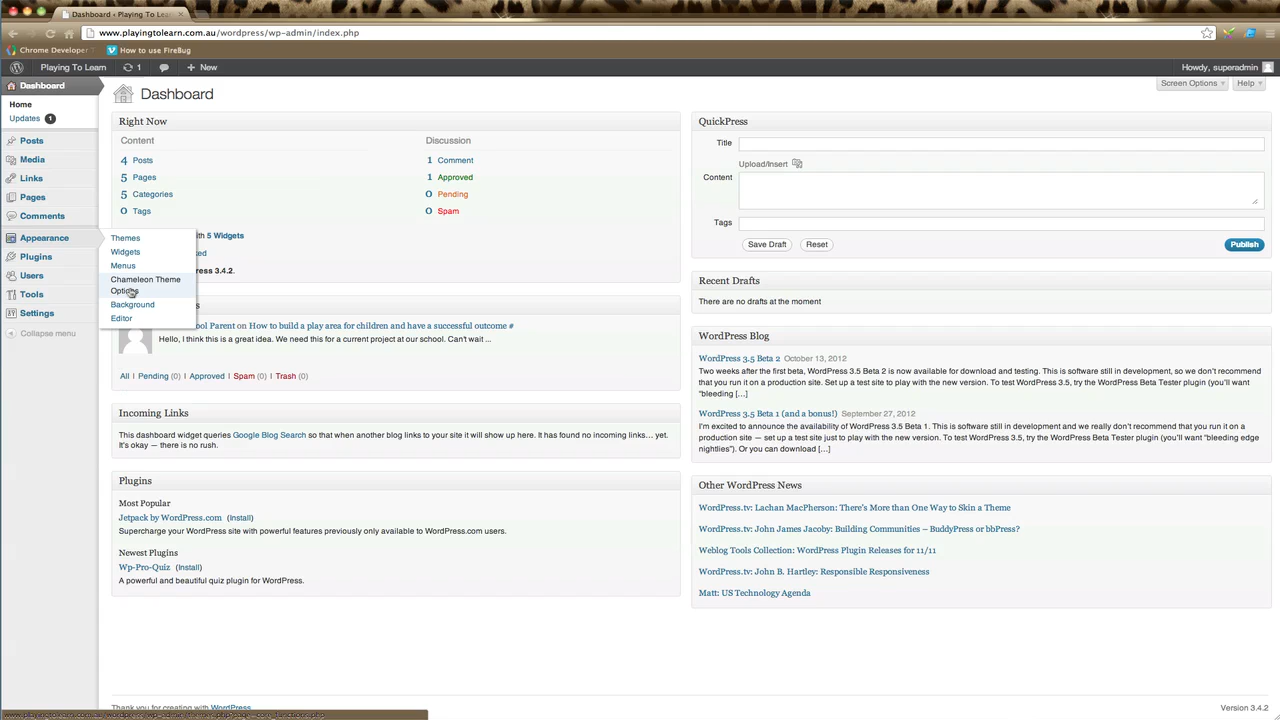 Dashboard ‹ Playing To Lea
www.playingtolearn.com.au/wordpress/wp-admin/index.php
Chrome Developer
How to use FireBug
Playing To Learn
1
New
Howdy, superadmin
Dashboard
Home
Updates 1
Posts
Media
Links
Pages
Comments
Appearance
Plugins
Users
Tools
Settings
Collapse menu
Themes
Widgets
Menus
Chameleon Theme
Options
Background
Editor
Screen Options
Help
Dashboard
Right Now
Content
Discussion
4 Posts
1 Comment
5 Pages
1 Approved
5 Categories
0 Pending
0 Tags
0 Spam
with 5 Widgets
3.4.2.
ool Parent on How to build a play area for children and have a successful outcome #
Hello, I think this is a great idea. We need this for a current project at our school. Can't wait ...
All | Pending (0) | Approved | Spam (0) | Trash (0)
Incoming Links
This dashboard widget queries Google Blog Search so that when another blog links to your site it will show up here. It has found no incoming links... yet.
It's okay — there is no rush.
Plugins
Most Popular
Jetpack by WordPress.com (Install)
Supercharge your WordPress site with powerful features previously only available to WordPress.com users.
Newest Plugins
Wp-Pro-Quiz (Install)
A powerful and beautiful quiz plugin for WordPress.
QuickPress
Title
Upload/Insert
Content
Tags
Save Draft
Reset
Publish
Recent Drafts
There are no drafts at the moment
WordPress Blog
WordPress 3.5 Beta 2 October 13, 2012
Two weeks after the first beta, WordPress 3.5 Beta 2 is now available for download and testing. This is software still in development, so we don't recommend
that you run it on a production site. Set up a test site to play with the new version. To test WordPress 3.5, try the WordPress Beta Tester plugin (you'll want
"bleeding [...]
WordPress 3.5 Beta 1 (and a bonus!) September 27, 2012
I'm excited to announce the availability of WordPress 3.5 Beta 1. This is software still in development and we really don't recommend that you run it on a
production site — set up a test site just to play with the new version. To test WordPress 3.5, try the WordPress Beta Tester plugin (you'll want "bleeding edge
nightlies"). Or you can download [...]
Other WordPress News
WordPress.tv: Lachan MacPherson: There's More than One Way to Skin a Theme
WordPress.tv: John James Jacoby: Building Communities – BuddyPress or bbPress?
Weblog Tools Collection: WordPress Plugin Releases for 11/11
WordPress.tv: John B. Hartley: Responsible Responsiveness
Matt: US Technology Agenda
Thank you for creating with WordPress.
Version 3.4.2